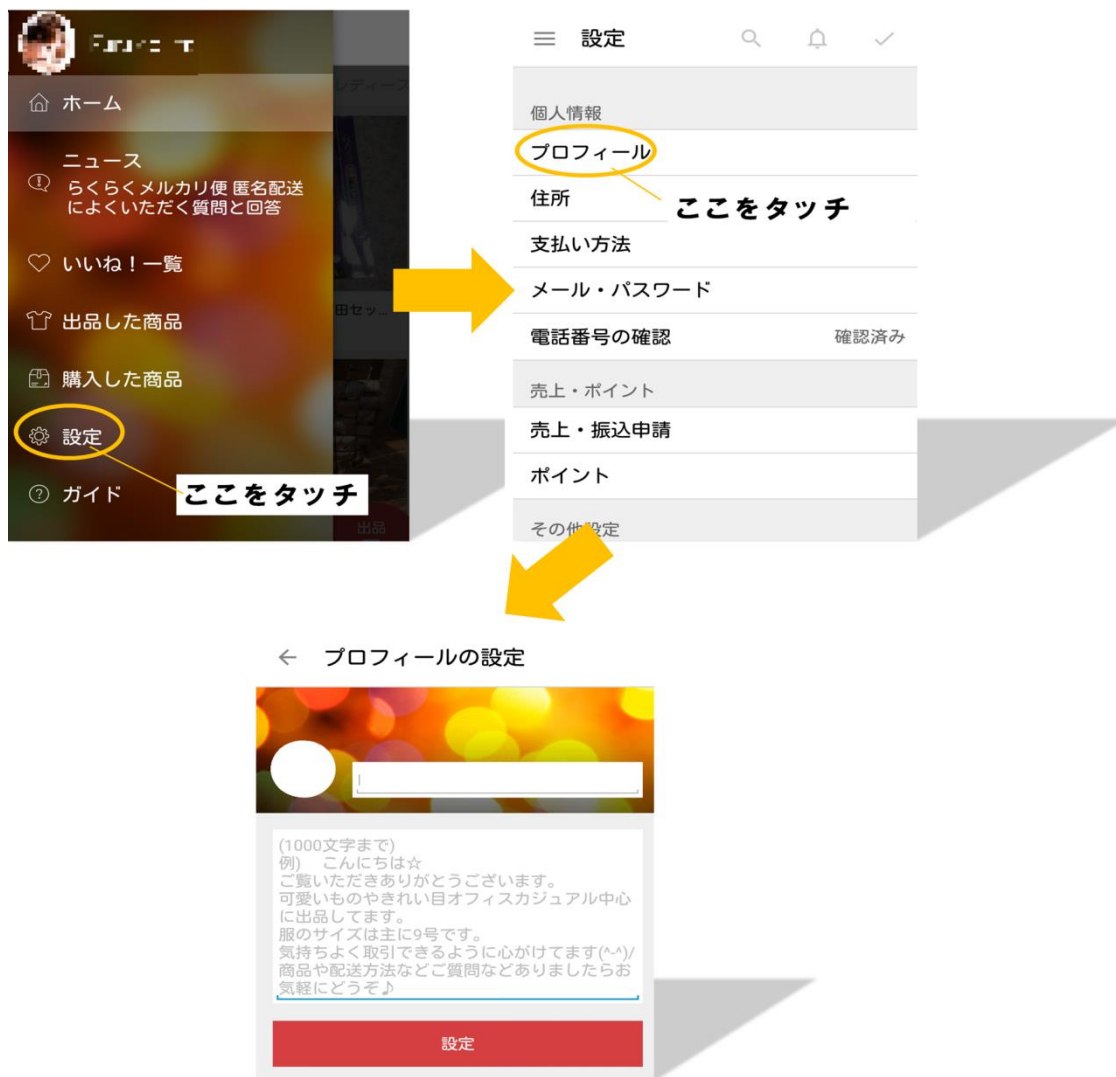 ホーム
ニュース
らくらくメルカリ便 匿名配送
によくいただく質問と回答
いいね！一覧
出品した商品
購入した商品
設定
ガイド
ここをタッチ
レディース
田セッ...
出品
設定
個人情報
プロフィール
ここをタッチ
住所
支払い方法
メール・パスワード
電話番号の確認 確認済み
売上・ポイント
売上・振込申請
ポイント
その他設定
プロフィールの設定
(1000文字まで)
例) こんにちは☆
ご覧いただきありがとうございます。
可愛いものやきれい目オフィスカジュアル中心
に出品してます。
服のサイズは主に9号です。
気持ちよく取引できるように心がけてます(^-^)/
商品や配送方法などご質問などありましたらお
気軽にどうぞ♪
設定